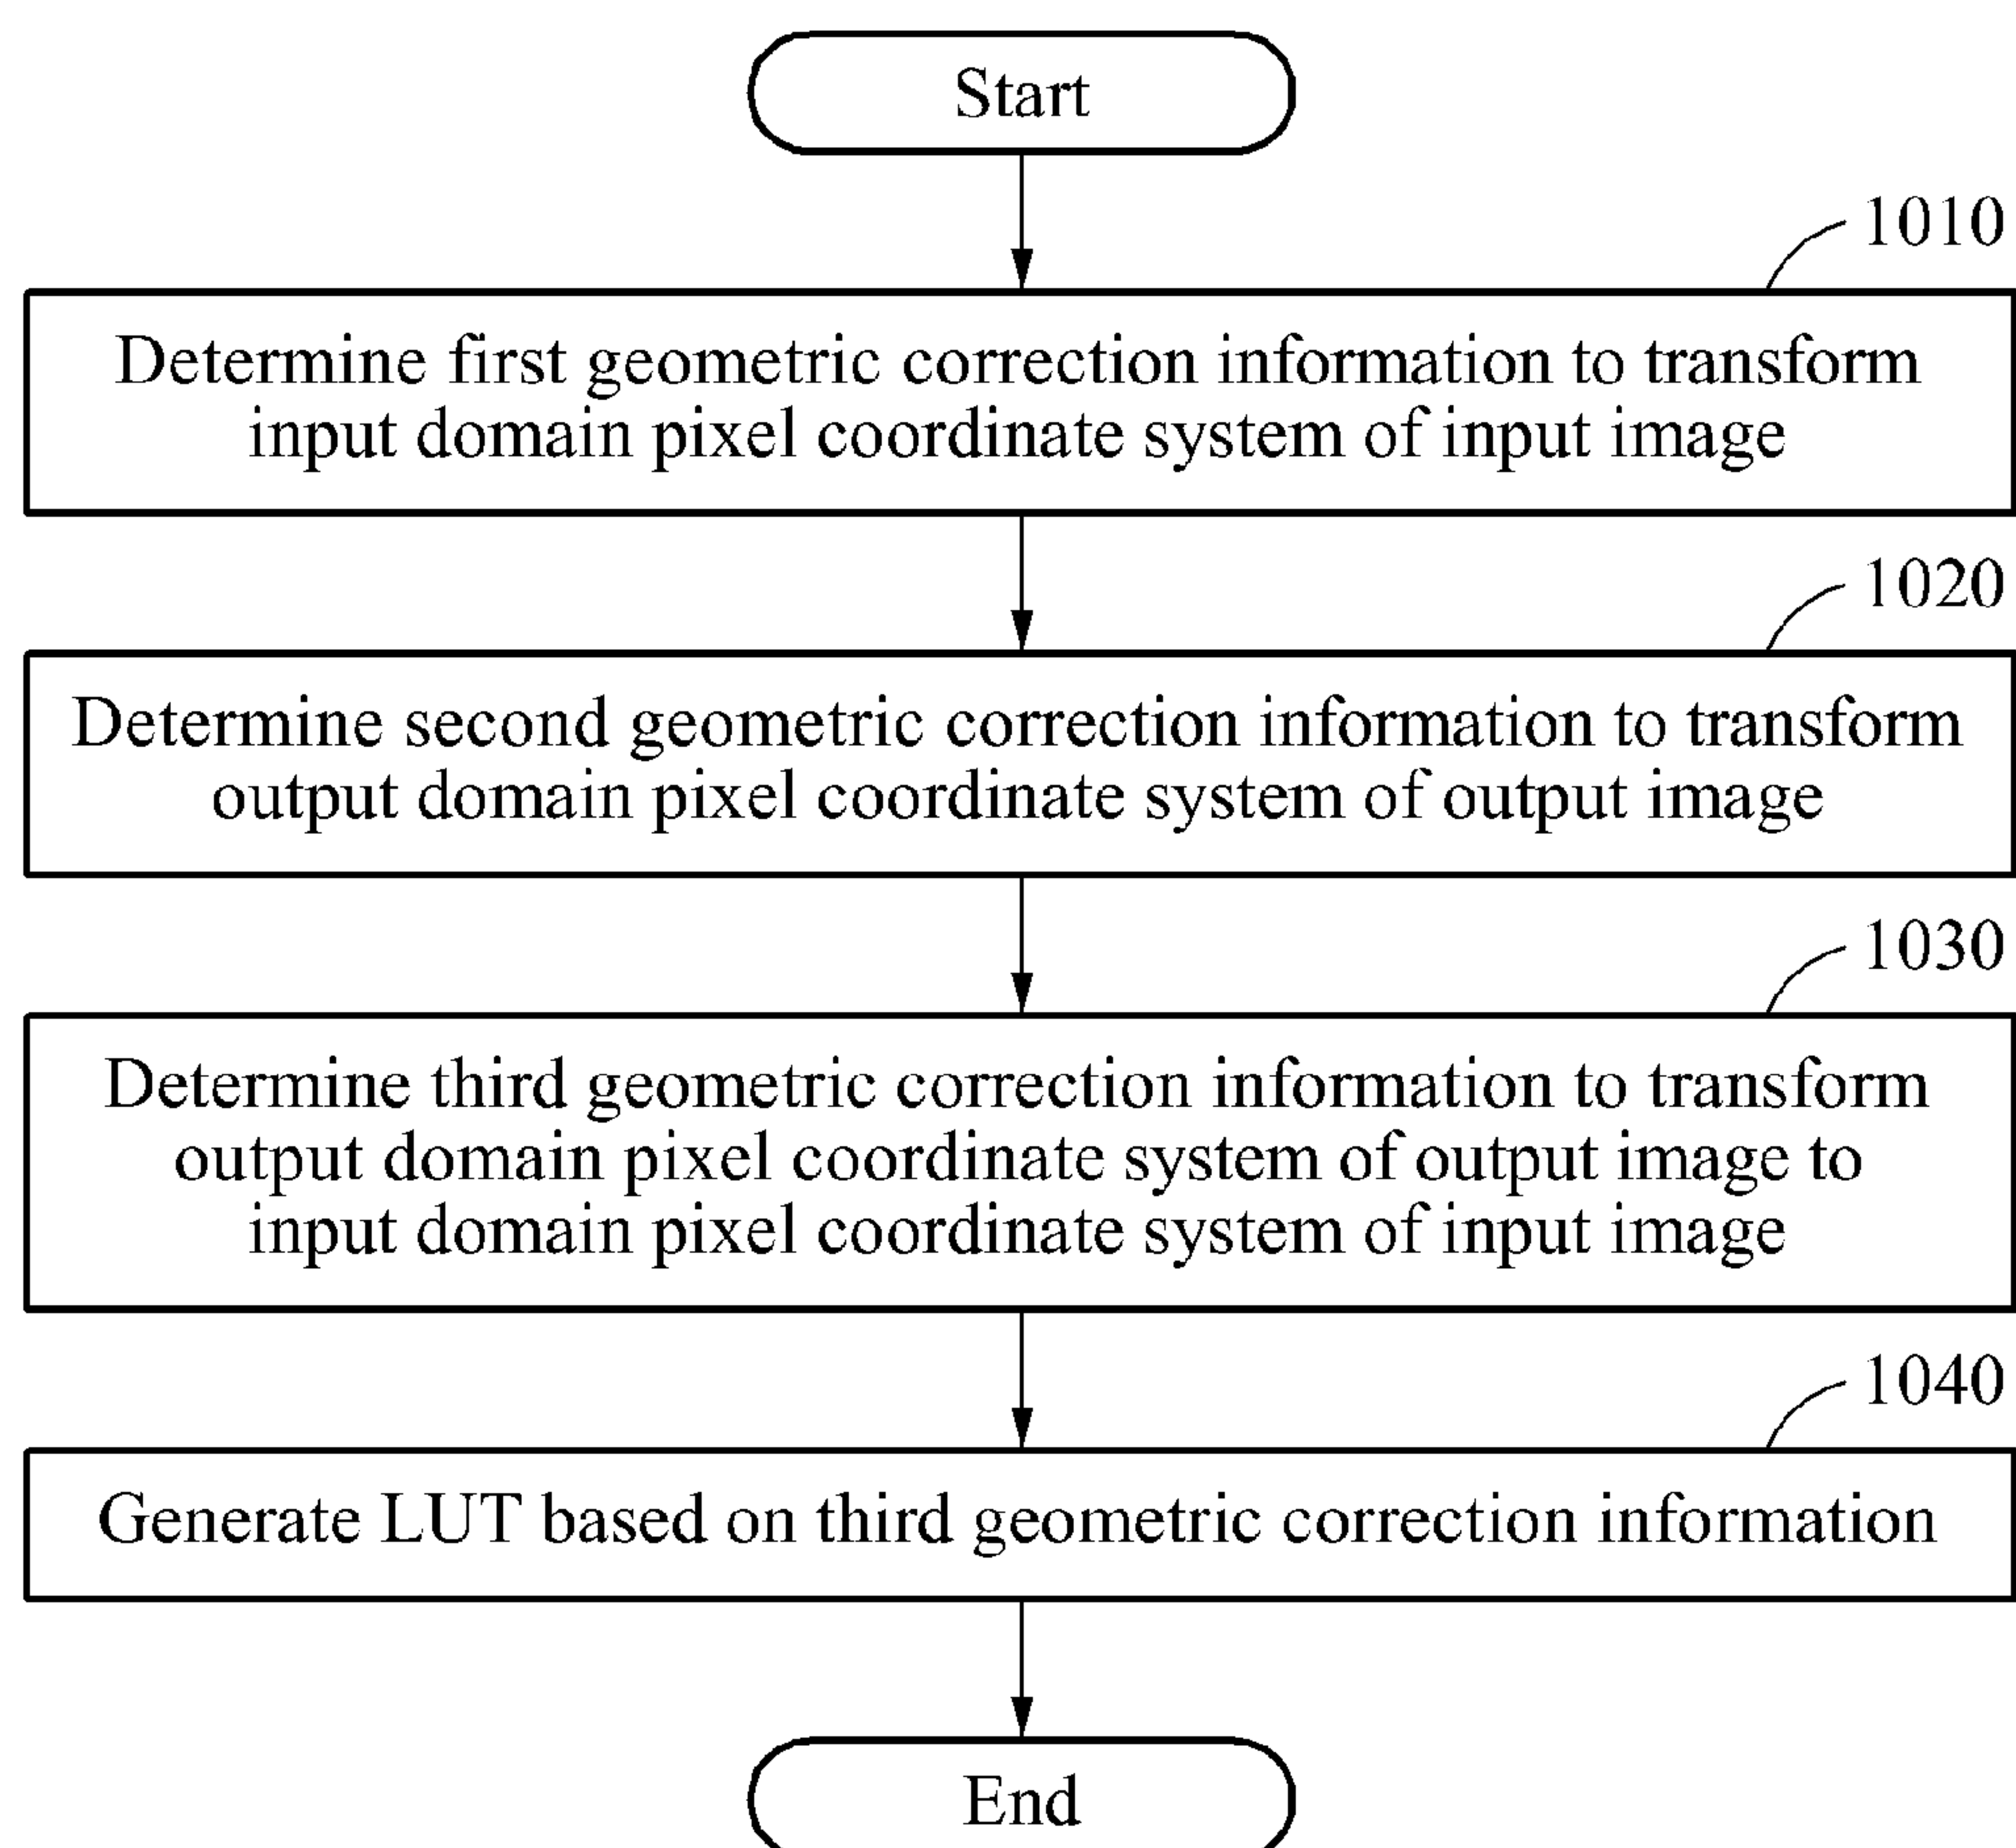 Start
1010
Determine first geometric correction information to transform
input domain pixel coordinate system of input image
1020
Determine second geometric correction information to transform
output domain pixel coordinate system of output image
1030
Determine third geometric correction information to transform
output domain pixel coordinate system of output image to
input domain pixel coordinate system of input image
1040
Generate LUT based on third geometric correction information
End